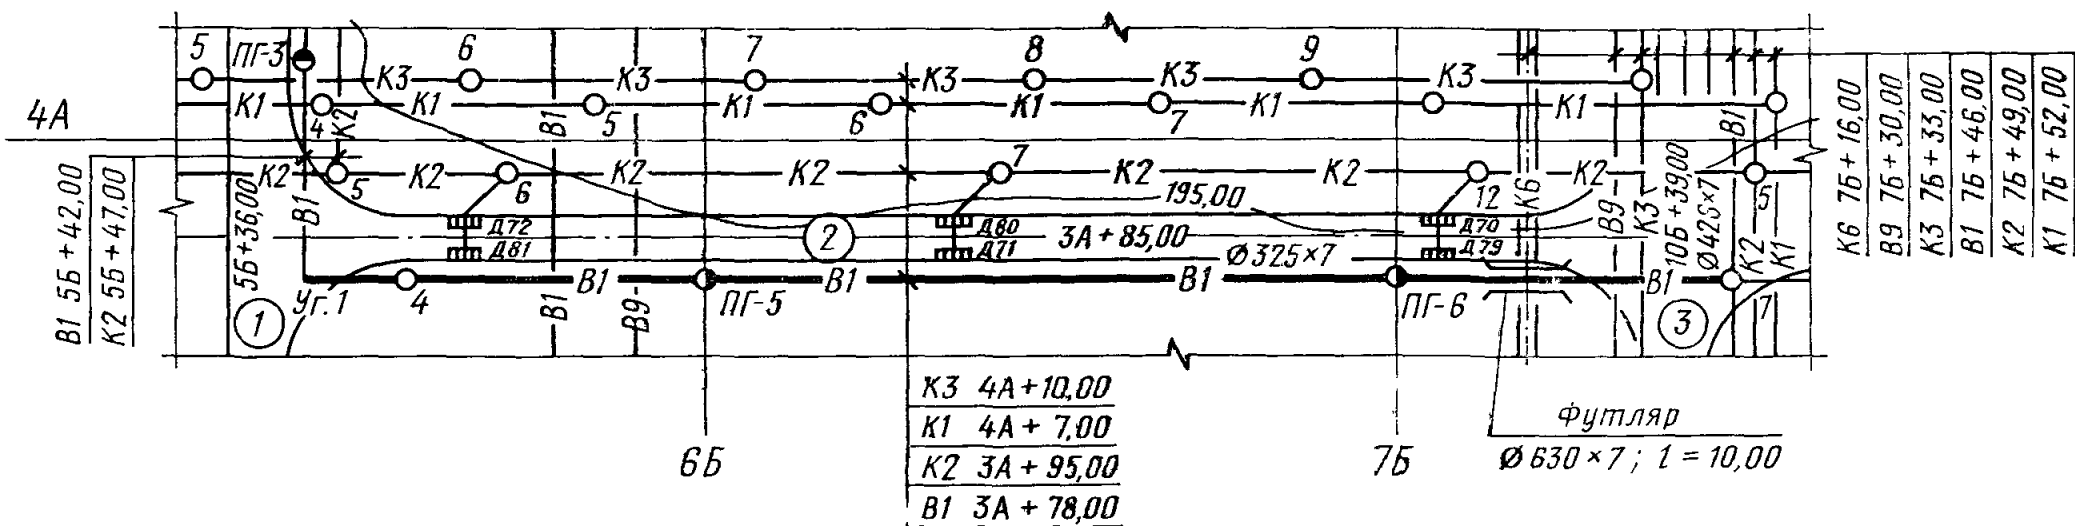 5
ПГ-3
6
7
8
9
К3
К3
К3
К3
К3
4А
К1
К1
К1
К1
К1
К1
4
К2
В1
5
6
7
В1
К2
К2
К2
К2
К2
К2
К2
5
6
7
12
5
В1 5Б+42,00
К2 5Б+47,00
5Б+36,00
В1
195,00
Д72
Д81
2
Д80
Д71
3А+85,00
Ø325×7
Д70
Д79
К6
В9
К3
10Б+39,00
Ø426×7
К2
К1
1
Уг.1
4
В1
В1
В9
ПГ-5
В1
В1
ПГ-6
В1
3
7
К6 7Б+16,00
В9 7Б+30,00
К3 7Б+33,00
В1 7Б+46,00
К2 7Б+49,00
К1 7Б+52,00
6Б
К3 4А+10,00
К1 4А+7,00
К2 3А+95,00
В1 3А+78,00
7Б
Футляр
Ø630×7; l=10,00